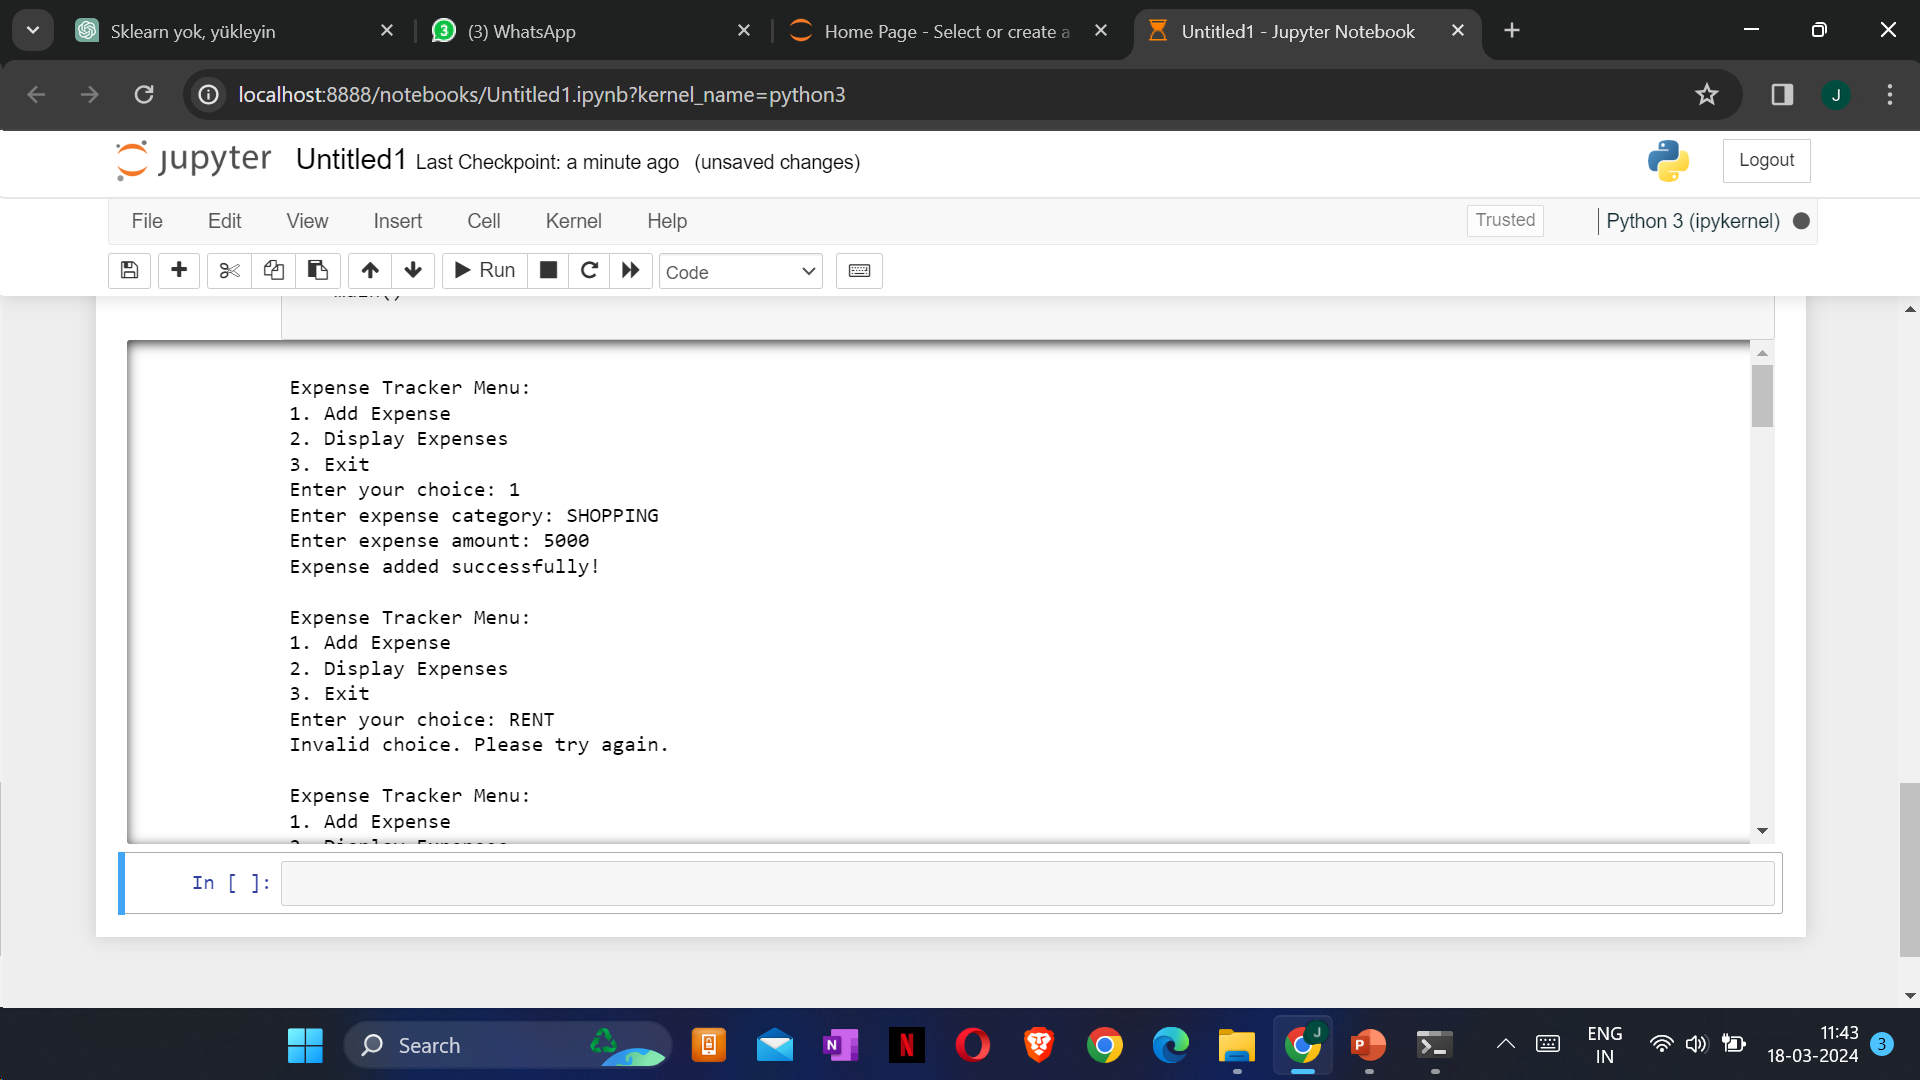 Sklearn yok, yükleyin
(3) WhatsApp
Home Page - Select or create a
Untitled1 - Jupyter Notebook
localhost:8888/notebooks/Untitled1.ipynb?kernel_name=python3
J
jupyter Untitled1 Last Checkpoint: a minute ago (unsaved changes)
Logout
File Edit View Insert Cell Kernel Help
Trusted
Python 3 (ipykernel)
Run
Code
Expense Tracker Menu:
1. Add Expense
2. Display Expenses
3. Exit
Enter your choice: 1
Enter expense category: SHOPPING
Enter expense amount: 5000
Expense added successfully!
Expense Tracker Menu:
1. Add Expense
2. Display Expenses
3. Exit
Enter your choice: RENT
Invalid choice. Please try again.
Expense Tracker Menu:
1. Add Expense
In [ ]:
Search
ENG
IN
11:43
18-03-2024
3